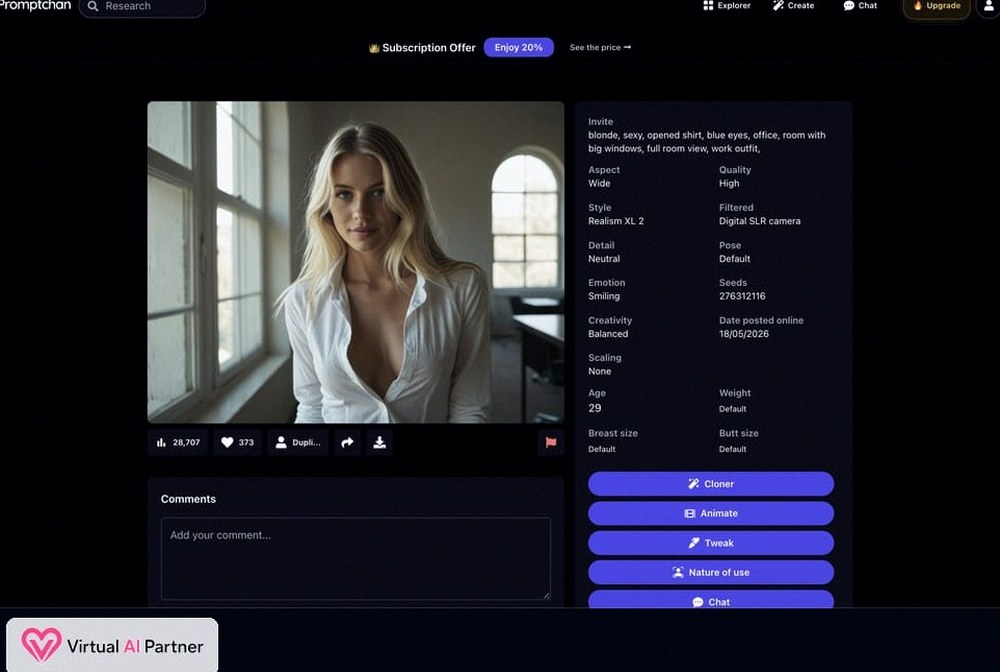 Promptchan
Research
Explorer
Create
Chat
Upgrade
Subscription Offer
Enjoy 20%
See the price
Invite
blonde, sexy, opened shirt, blue eyes, office, room with
big windows, full room view, work outfit,
Aspect
Quality
Wide
High
Style
Filtered
Realism XL 2
Digital SLR camera
Detail
Pose
Neutral
Default
Emotion
Seeds
Smiling
276312116
Creativity
Date posted online
Balanced
18/05/2026
Scaling
None
Age
Weight
29
Default
Breast size
Butt size
Default
Default
28,707
373
Dupli...
Cloner
Animate
Tweak
Nature of use
Chat
Comments
Add your comment...
Virtual AI Partner